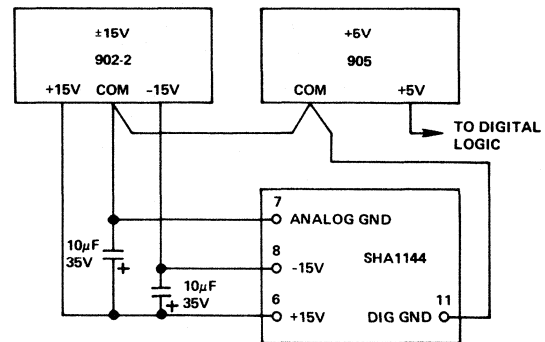 ±15V
902-2
+15V COM -15V
+5V
905
COM +5V
TO DIGITAL
LOGIC
7
ANALOG GND
10μF
35V
+
8
-15V
SHA1144
10μF
35V
+
6
+15V
11
DIG GND